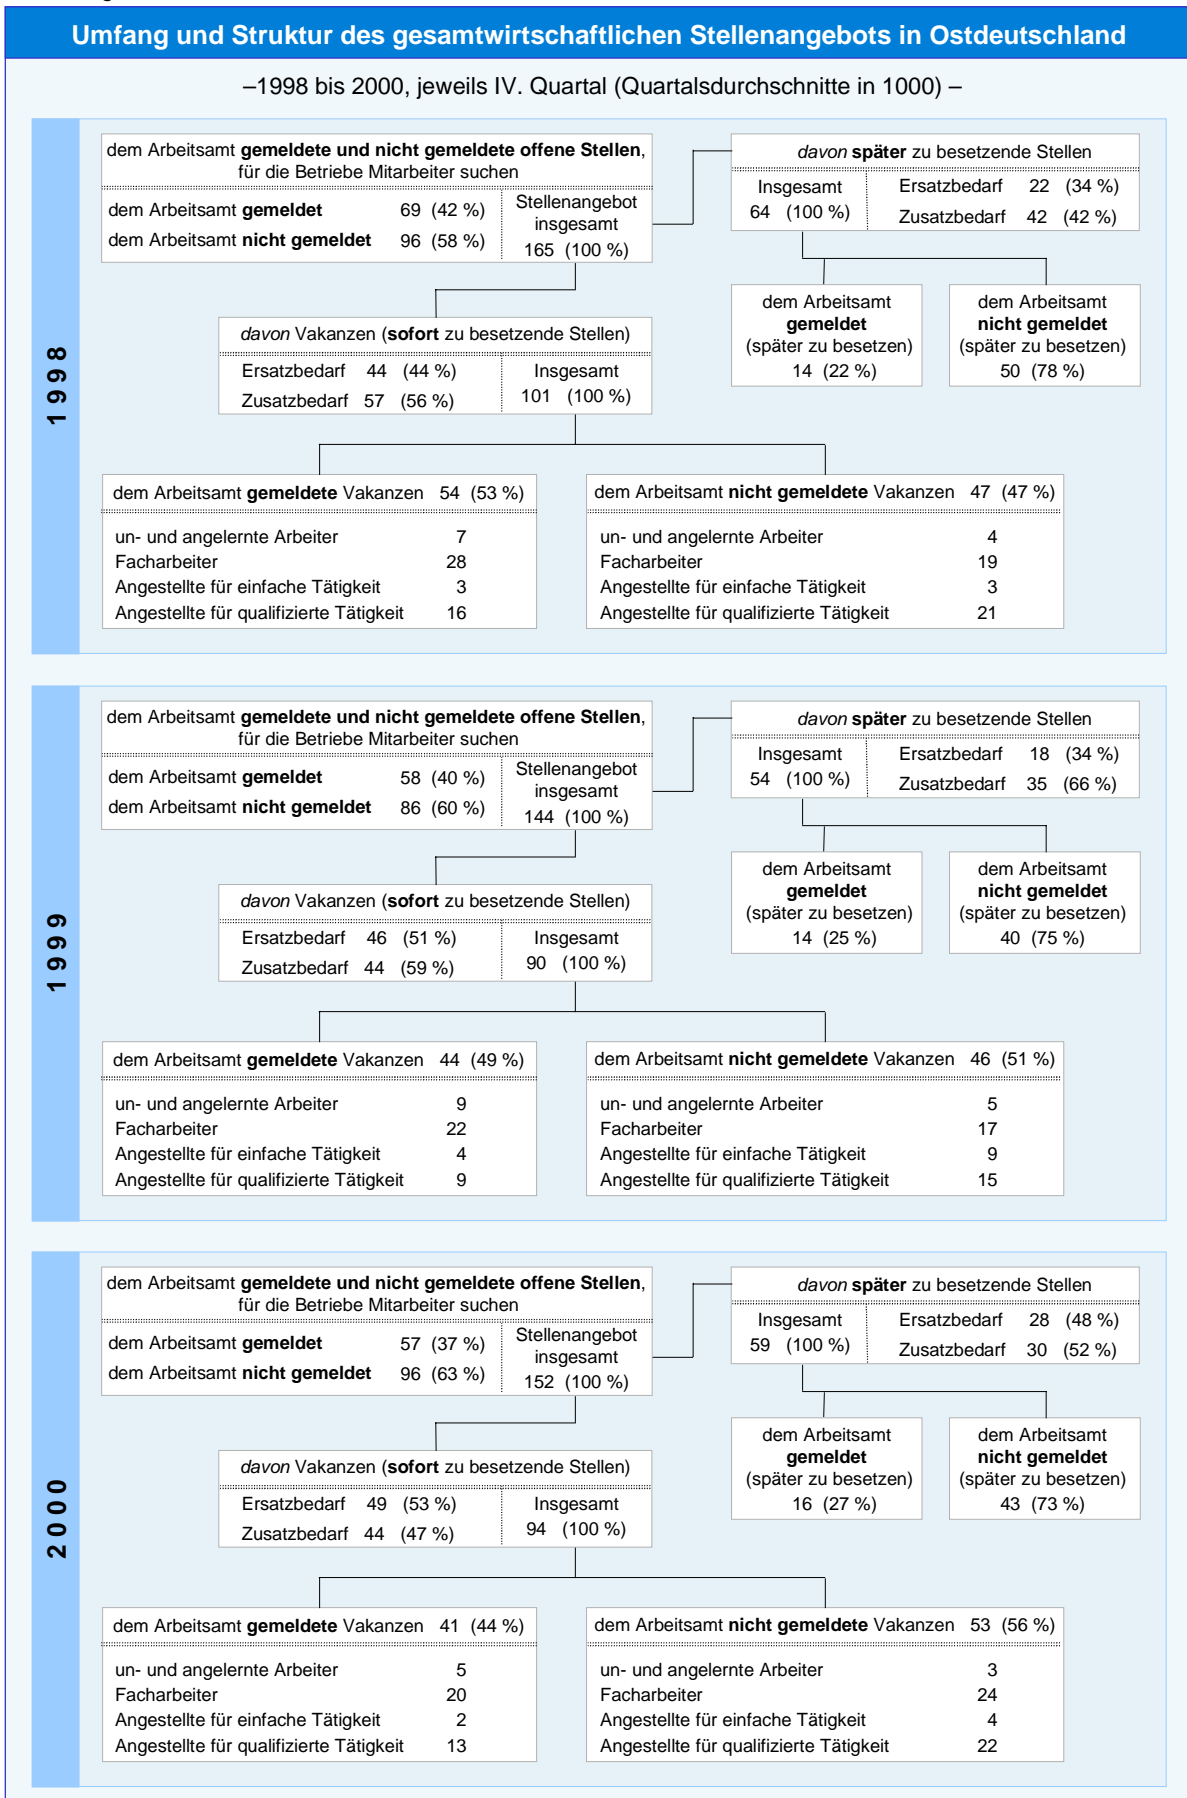 Umfang und Struktur des gesamtwirtschaftlichen Stellenangebots in Ostdeutschland
–1998 bis 2000, jeweils IV. Quartal (Quartalsdurchschnitte in 1000) –
1998
dem Arbeitsamt gemeldete und nicht gemeldete offene Stellen,
für die Betriebe Mitarbeiter suchen
dem Arbeitsamt gemeldet 69 (42 %)
dem Arbeitsamt nicht gemeldet 96 (58 %)
Stellenangebot
insgesamt
165 (100 %)
davon später zu besetzende Stellen
Insgesamt
64 (100 %)
Ersatzbedarf 22 (34 %)
Zusatzbedarf 42 (42 %)
dem Arbeitsamt
gemeldet
(später zu besetzen)
14 (22 %)
dem Arbeitsamt
nicht gemeldet
(später zu besetzen)
50 (78 %)
davon Vakanzen (sofort zu besetzende Stellen)
Ersatzbedarf 44 (44 %)
Zusatzbedarf 57 (56 %)
Insgesamt
101 (100 %)
dem Arbeitsamt gemeldete Vakanzen 54 (53 %)
un- und angelernte Arbeiter 7
Facharbeiter 28
Angestellte für einfache Tätigkeit 3
Angestellte für qualifizierte Tätigkeit 16
dem Arbeitsamt nicht gemeldete Vakanzen 47 (47 %)
un- und angelernte Arbeiter 4
Facharbeiter 19
Angestellte für einfache Tätigkeit 3
Angestellte für qualifizierte Tätigkeit 21
1999
dem Arbeitsamt gemeldete und nicht gemeldete offene Stellen,
für die Betriebe Mitarbeiter suchen
dem Arbeitsamt gemeldet 58 (40 %)
dem Arbeitsamt nicht gemeldet 86 (60 %)
Stellenangebot
insgesamt
144 (100 %)
davon später zu besetzende Stellen
Insgesamt
54 (100 %)
Ersatzbedarf 18 (34 %)
Zusatzbedarf 35 (66 %)
dem Arbeitsamt
gemeldet
(später zu besetzen)
14 (25 %)
dem Arbeitsamt
nicht gemeldet
(später zu besetzen)
40 (75 %)
davon Vakanzen (sofort zu besetzende Stellen)
Ersatzbedarf 46 (51 %)
Zusatzbedarf 44 (59 %)
Insgesamt
90 (100 %)
dem Arbeitsamt gemeldete Vakanzen 44 (49 %)
un- und angelernte Arbeiter 9
Facharbeiter 22
Angestellte für einfache Tätigkeit 4
Angestellte für qualifizierte Tätigkeit 9
dem Arbeitsamt nicht gemeldete Vakanzen 46 (51 %)
un- und angelernte Arbeiter 5
Facharbeiter 17
Angestellte für einfache Tätigkeit 9
Angestellte für qualifizierte Tätigkeit 15
2000
dem Arbeitsamt gemeldete und nicht gemeldete offene Stellen,
für die Betriebe Mitarbeiter suchen
dem Arbeitsamt gemeldet 57 (37 %)
dem Arbeitsamt nicht gemeldet 96 (63 %)
Stellenangebot
insgesamt
152 (100 %)
davon später zu besetzende Stellen
Insgesamt
59 (100 %)
Ersatzbedarf 28 (48 %)
Zusatzbedarf 30 (52 %)
dem Arbeitsamt
gemeldet
(später zu besetzen)
16 (27 %)
dem Arbeitsamt
nicht gemeldet
(später zu besetzen)
43 (73 %)
davon Vakanzen (sofort zu besetzende Stellen)
Ersatzbedarf 49 (53 %)
Zusatzbedarf 44 (47 %)
Insgesamt
94 (100 %)
dem Arbeitsamt gemeldete Vakanzen 41 (44 %)
un- und angelernte Arbeiter 5
Facharbeiter 20
Angestellte für einfache Tätigkeit 2
Angestellte für qualifizierte Tätigkeit 13
dem Arbeitsamt nicht gemeldete Vakanzen 53 (56 %)
un- und angelernte Arbeiter 3
Facharbeiter 24
Angestellte für einfache Tätigkeit 4
Angestellte für qualifizierte Tätigkeit 22